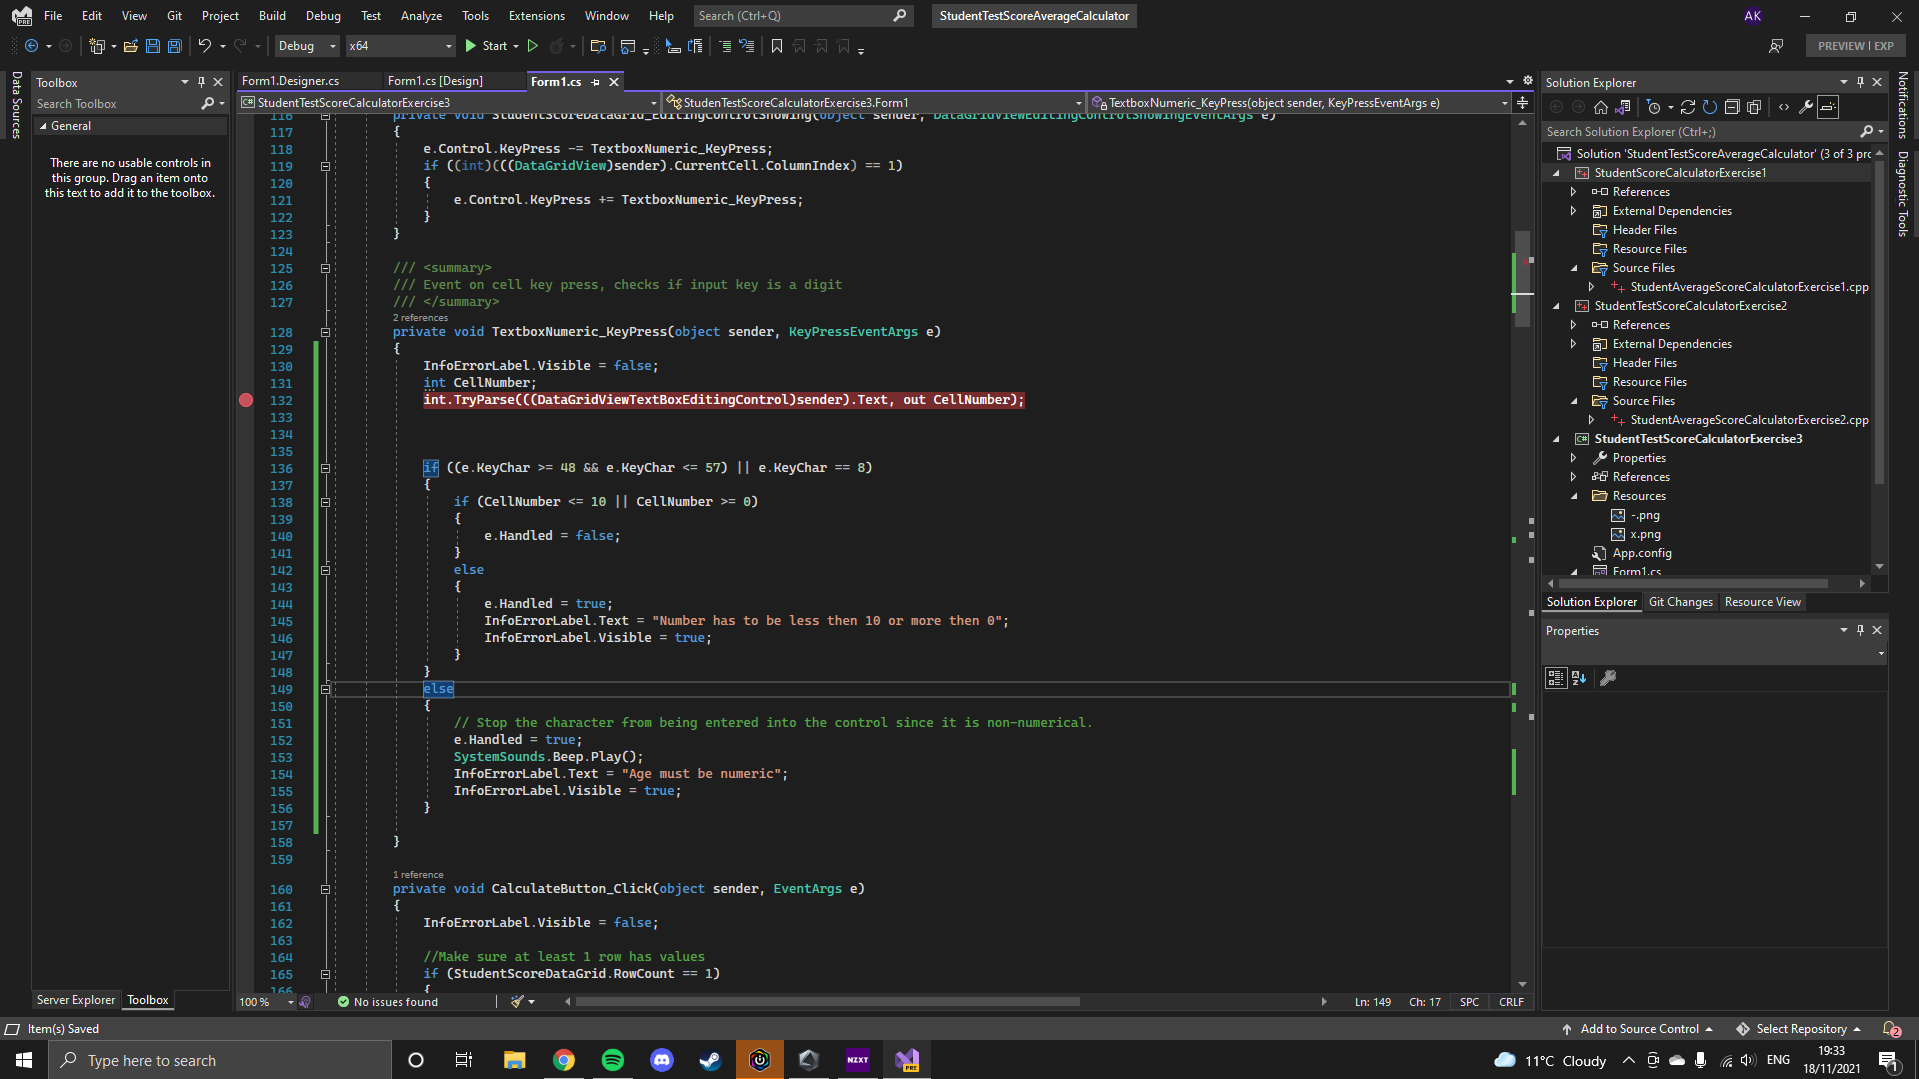 File Edit View Git Project Build Debug Test Analyze Tools Extensions Window Help Search (Ctrl+Q) StudentTestScoreAverageCalculator AK
Debug x64 Start PREVIEW | EXP
Data Sources
Toolbox
Search Toolbox
General
There are no usable controls in
this group. Drag an item onto
this text to add it to the toolbox.
Server Explorer Toolbox
Form1.Designer.cs Form1.cs [Design] Form1.cs
StudentTestScoreCalculatorExercise3 StudenTestScoreCalculatorExercise3.Form1 TextboxNumeric_KeyPress(object sender, KeyPressEventArgs e)
116 private void StudentScoreDataGrid_EditingControlShowing(object sender, DataGridViewEditingControlShowingEventArgs e)
117 {
118 e.Control.KeyPress -= TextboxNumeric_KeyPress;
119 if ((int)(((DataGridView)sender).CurrentCell.ColumnIndex) == 1)
120 {
121 e.Control.KeyPress += TextboxNumeric_KeyPress;
122 }
123 }
124
125 /// <summary>
126 /// Event on cell key press, checks if input key is a digit
127 /// </summary>
2 references
128 private void TextboxNumeric_KeyPress(object sender, KeyPressEventArgs e)
129 {
130 InfoErrorLabel.Visible = false;
131 int CellNumber;
132 int.TryParse(((DataGridViewTextBoxEditingControl)sender).Text, out CellNumber);
133
134
135
136 if ((e.KeyChar >= 48 && e.KeyChar <= 57) || e.KeyChar == 8)
137 {
138 if (CellNumber <= 10 || CellNumber >= 0)
139 {
140 e.Handled = false;
141 }
142 else
143 {
144 e.Handled = true;
145 InfoErrorLabel.Text = "Number has to be less then 10 or more then 0";
146 InfoErrorLabel.Visible = true;
147 }
148 }
149 else
150 {
151 // Stop the character from being entered into the control since it is non-numerical.
152 e.Handled = true;
153 SystemSounds.Beep.Play();
154 InfoErrorLabel.Text = "Age must be numeric";
155 InfoErrorLabel.Visible = true;
156 }
157
158 }
159
1 reference
160 private void CalculateButton_Click(object sender, EventArgs e)
161 {
162 InfoErrorLabel.Visible = false;
163
164 //Make sure at least 1 row has values
165 if (StudentScoreDataGrid.RowCount == 1)
166 {
100 % No issues found Ln: 149 Ch: 17 SPC CRLF
Solution Explorer
Search Solution Explorer (Ctrl+;)
Solution 'StudentTestScoreAverageCalculator' (3 of 3 pro
StudentScoreCalculatorExercise1
References
External Dependencies
Header Files
Resource Files
Source Files
StudentAverageScoreCalculatorExercise1.cpp
StudentTestScoreCalculatorExercise2
References
External Dependencies
Header Files
Resource Files
Source Files
StudentAverageScoreCalculatorExercise2.cpp
StudentTestScoreCalculatorExercise3
Properties
References
Resources
-.png
x.png
App.config
Form1.cs
Solution Explorer Git Changes Resource View
Properties
Notifications
Diagnostic Tools
Item(s) Saved Add to Source Control Select Repository 2
Type here to search NZXT PRE 11°C Cloudy ENG 19:33
18/11/2021 1